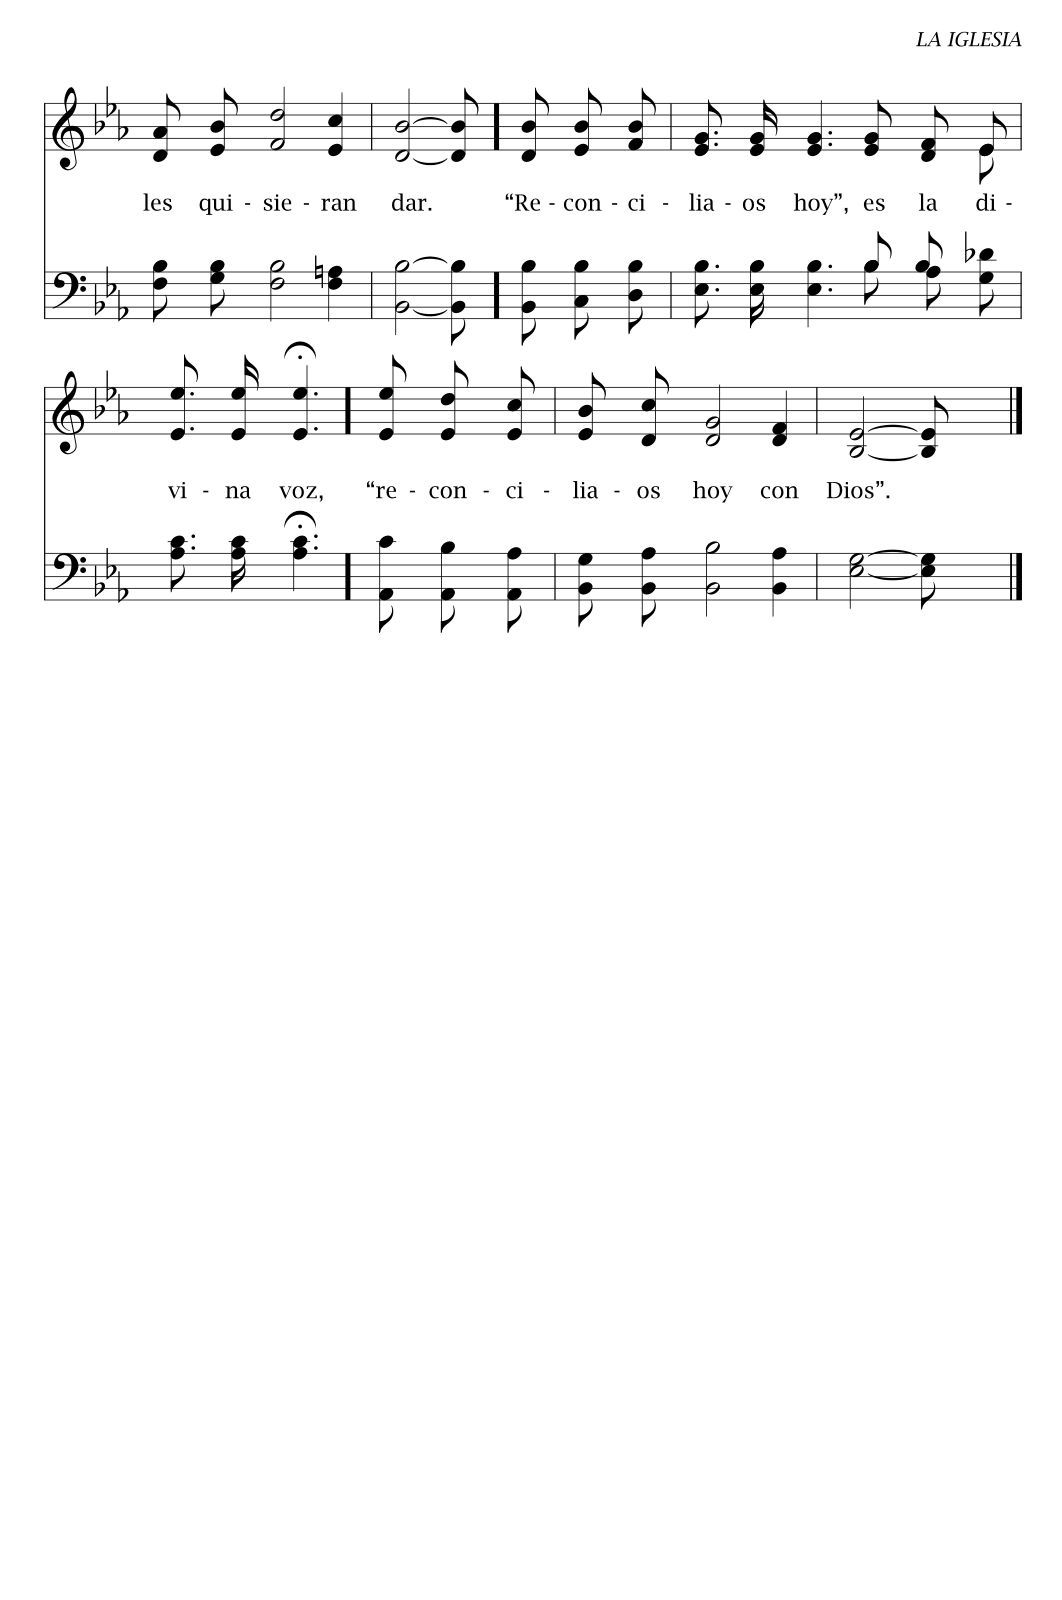 LA IGLESIA
les qui - sie - ran dar. “Re - con - ci - lia - os hoy”, es la di -
vi - na voz, “re - con - ci - lia - os hoy con Dios”.